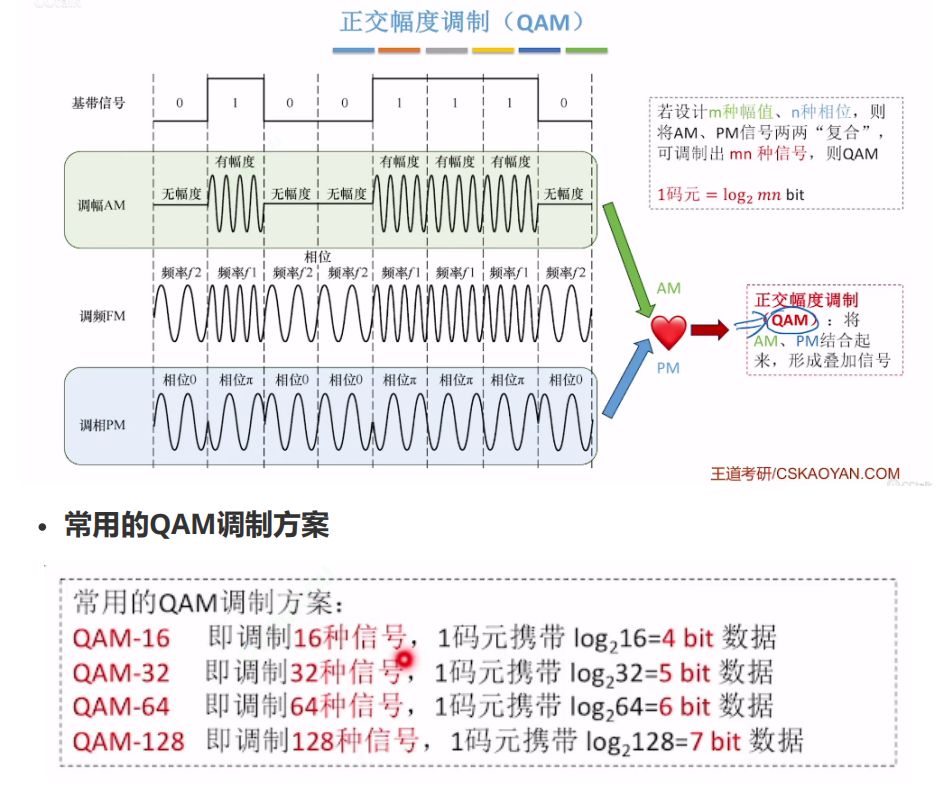 正交幅度调制（QAM）
基带信号 0 1 0 0 1 1 1 0
有幅度 有幅度 有幅度 有幅度
无幅度 无幅度 无幅度 无幅度
调幅AM
相位
频率f2 频率f1 频率f2 频率f2 频率f1 频率f1 频率f1 频率f2
调频FM
相位0 相位π 相位0 相位0 相位π 相位π 相位π 相位0
调相PM
若设计m种幅值、n种相位，则
将AM、PM信号两两“复合”，
可调制出 mn 种信号，则QAM
1码元 = log₂ mn bit
AM
PM
正交幅度调制
（QAM）：将
AM、PM结合起
来，形成叠加信号
王道考研/CSKAOYAN.COM
• 常用的QAM调制方案
常用的QAM调制方案：
QAM-16 即调制16种信号，1码元携带 log₂16=4 bit 数据
QAM-32 即调制32种信号，1码元携带 log₂32=5 bit 数据
QAM-64 即调制64种信号，1码元携带 log₂64=6 bit 数据
QAM-128 即调制128种信号，1码元携带 log₂128=7 bit 数据